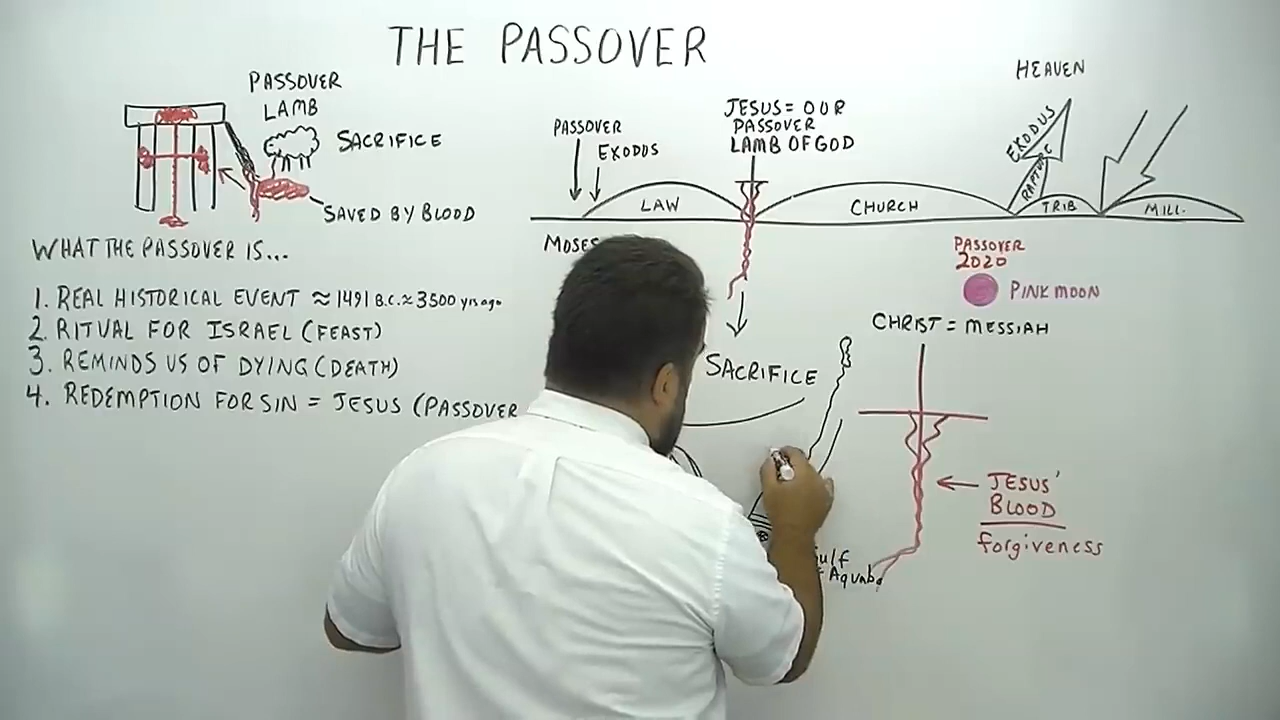 THE PASSOVER
PASSOVER
LAMB
SACRIFICE
SAVED BY BLOOD
WHAT THE PASSOVER IS...
1. REAL HISTORICAL EVENT ≈ 1491 B.C. ≈ 3500 yrs ago
2. RITUAL FOR ISRAEL (FEAST)
3. REMINDS US OF DYING (DEATH)
4. REDEMPTION FOR SIN = JESUS (PASSOVER
PASSOVER
EXODUS
JESUS = OUR
PASSOVER
LAMB OF GOD
HEAVEN
EXODUS
RAPTURE
LAW
CHURCH
TRIB
MILL.
MOSES
PASSOVER
2020
PINK MOON
CHRIST = MESSIAH
SACRIFICE
JESUS'
BLOOD
forgiveness
Aquaba